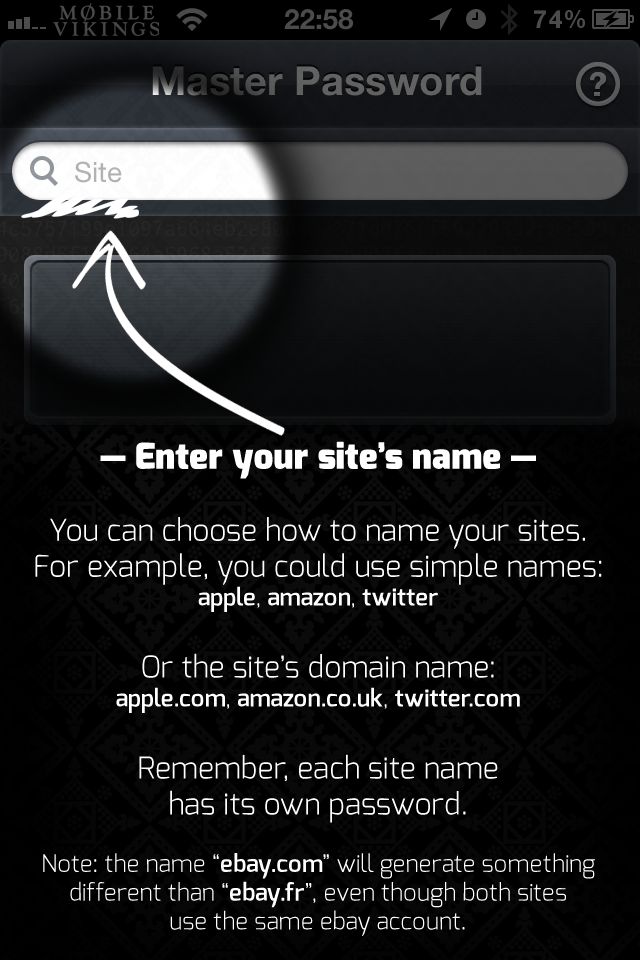 MØBILE
VIKINGS
22:58
74%
Master Password
?
Site
— Enter your site’s name —
You can choose how to name your sites.
For example, you could use simple names:
apple, amazon, twitter
Or the site’s domain name:
apple.com, amazon.co.uk, twitter.com
Remember, each site name
has its own password.
Note: the name “ebay.com” will generate something
different than “ebay.fr”, even though both sites
use the same ebay account.